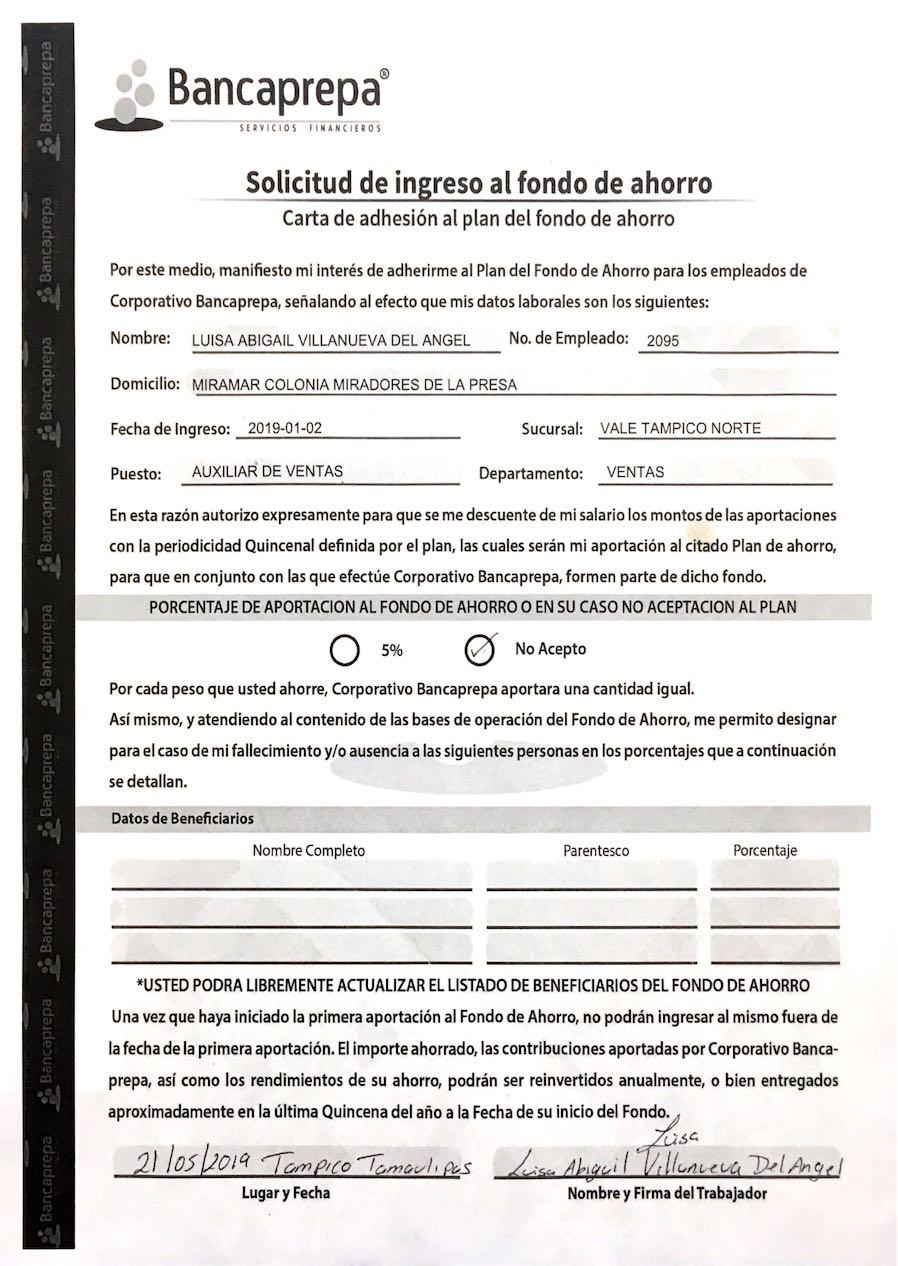 Bancaprepa®
SERVICIOS FINANCIEROS
Solicitud de ingreso al fondo de ahorro
Carta de adhesión al plan del fondo de ahorro
Por este medio, manifiesto mi interés de adherirme al Plan del Fondo de Ahorro para los empleados de
Corporativo Bancaprepa, señalando al efecto que mis datos laborales son los siguientes:
Nombre: LUISA ABIGAIL VILLANUEVA DEL ANGEL No. de Empleado: 2095
Domicilio: MIRAMAR COLONIA MIRADORES DE LA PRESA
Fecha de Ingreso: 2019-01-02 Sucursal: VALE TAMPICO NORTE
Puesto: AUXILIAR DE VENTAS Departamento: VENTAS
En esta razón autorizo expresamente para que se me descuente de mi salario los montos de las aportaciones
con la periodicidad Quincenal definida por el plan, las cuales serán mi aportación al citado Plan de ahorro,
para que en conjunto con las que efectúe Corporativo Bancaprepa, formen parte de dicho fondo.
PORCENTAJE DE APORTACION AL FONDO DE AHORRO O EN SU CASO NO ACEPTACION AL PLAN
5% No Acepto
Por cada peso que usted ahorre, Corporativo Bancaprepa aportara una cantidad igual.
Así mismo, y atendiendo al contenido de las bases de operación del Fondo de Ahorro, me permito designar
para el caso de mi fallecimiento y/o ausencia a las siguientes personas en los porcentajes que a continuación
se detallan.
Datos de Beneficiarios
Nombre Completo Parentesco Porcentaje
*USTED PODRA LIBREMENTE ACTUALIZAR EL LISTADO DE BENEFICIARIOS DEL FONDO DE AHORRO
Una vez que haya iniciado la primera aportación al Fondo de Ahorro, no podrán ingresar al mismo fuera de
la fecha de la primera aportación. El importe ahorrado, las contribuciones aportadas por Corporativo Banca-
prepa, así como los rendimientos de su ahorro, podrán ser reinvertidos anualmente, o bien entregados
aproximadamente en la última Quincena del año a la Fecha de su inicio del Fondo.
Luisa
21/05/2019 Tampico Tamaulipas Luisa Abigail Villanueva Del Angel
Lugar y Fecha Nombre y Firma del Trabajador
Bancaprepa
Bancaprepa
Bancaprepa
Bancaprepa
Bancaprepa
Bancaprepa
Bancaprepa
Bancaprepa
Bancaprepa